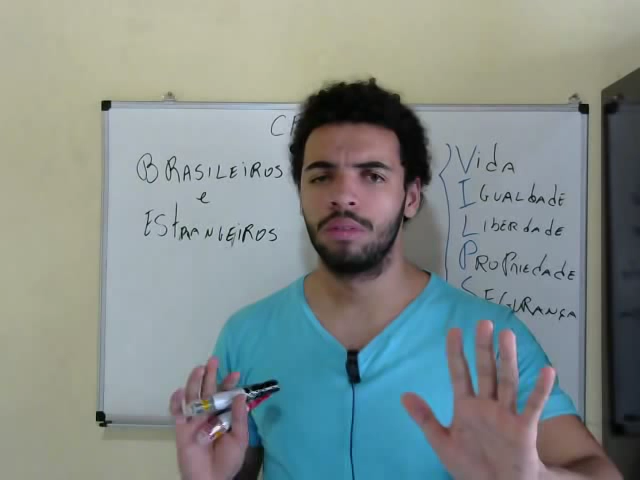 BRASILEIROS
e
EStRANGEIROS
VidA
IGUALdAdE
LibERdAdE
PROPRiEdAdE
SEGURANÇA